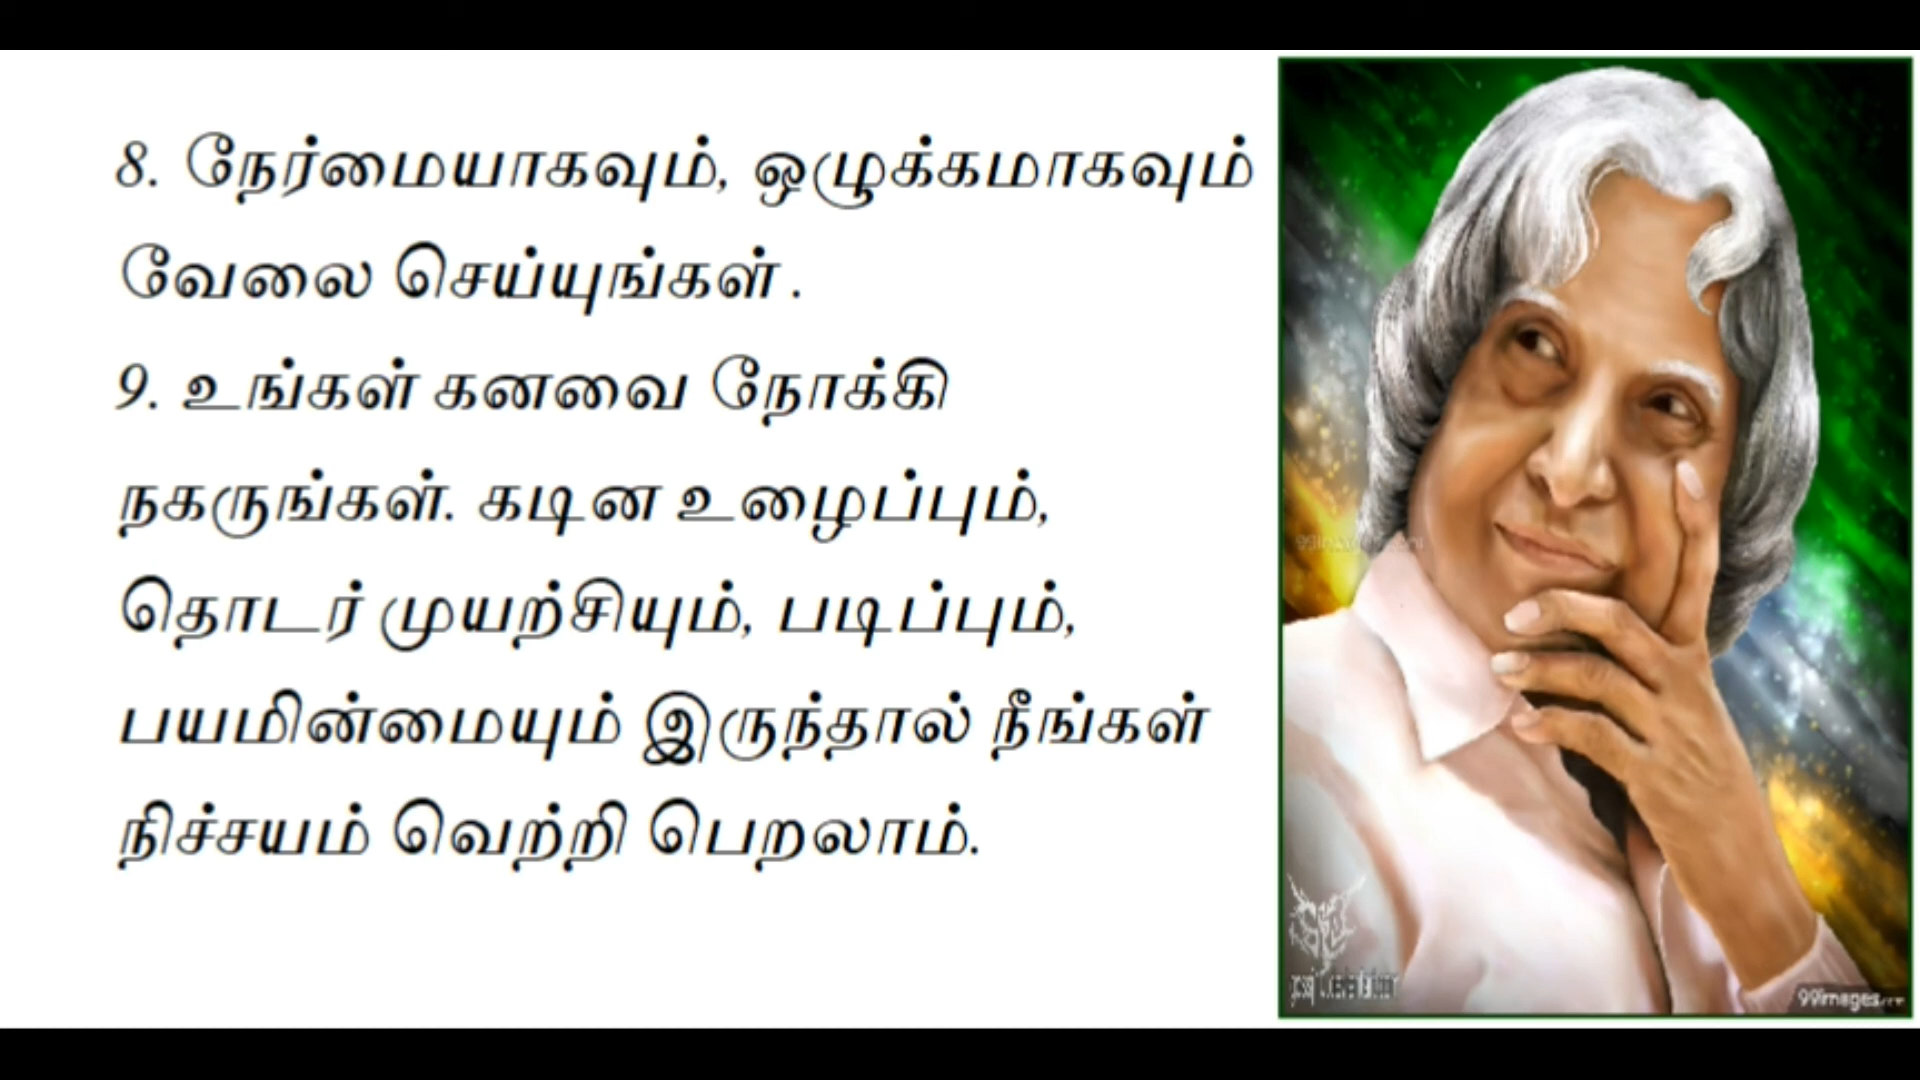 8. நேர்மையாகவும், ஒழுக்கமாகவும்
வேலை செய்யுங்கள் .
9. உங்கள் கனவை நோக்கி
நகருங்கள். கடின உழைப்பும்,
தொடர் முயற்சியும், படிப்பும்,
பயமின்மையும் இருந்தால் நீங்கள்
நிச்சயம் வெற்றி பெறலாம்.
99images